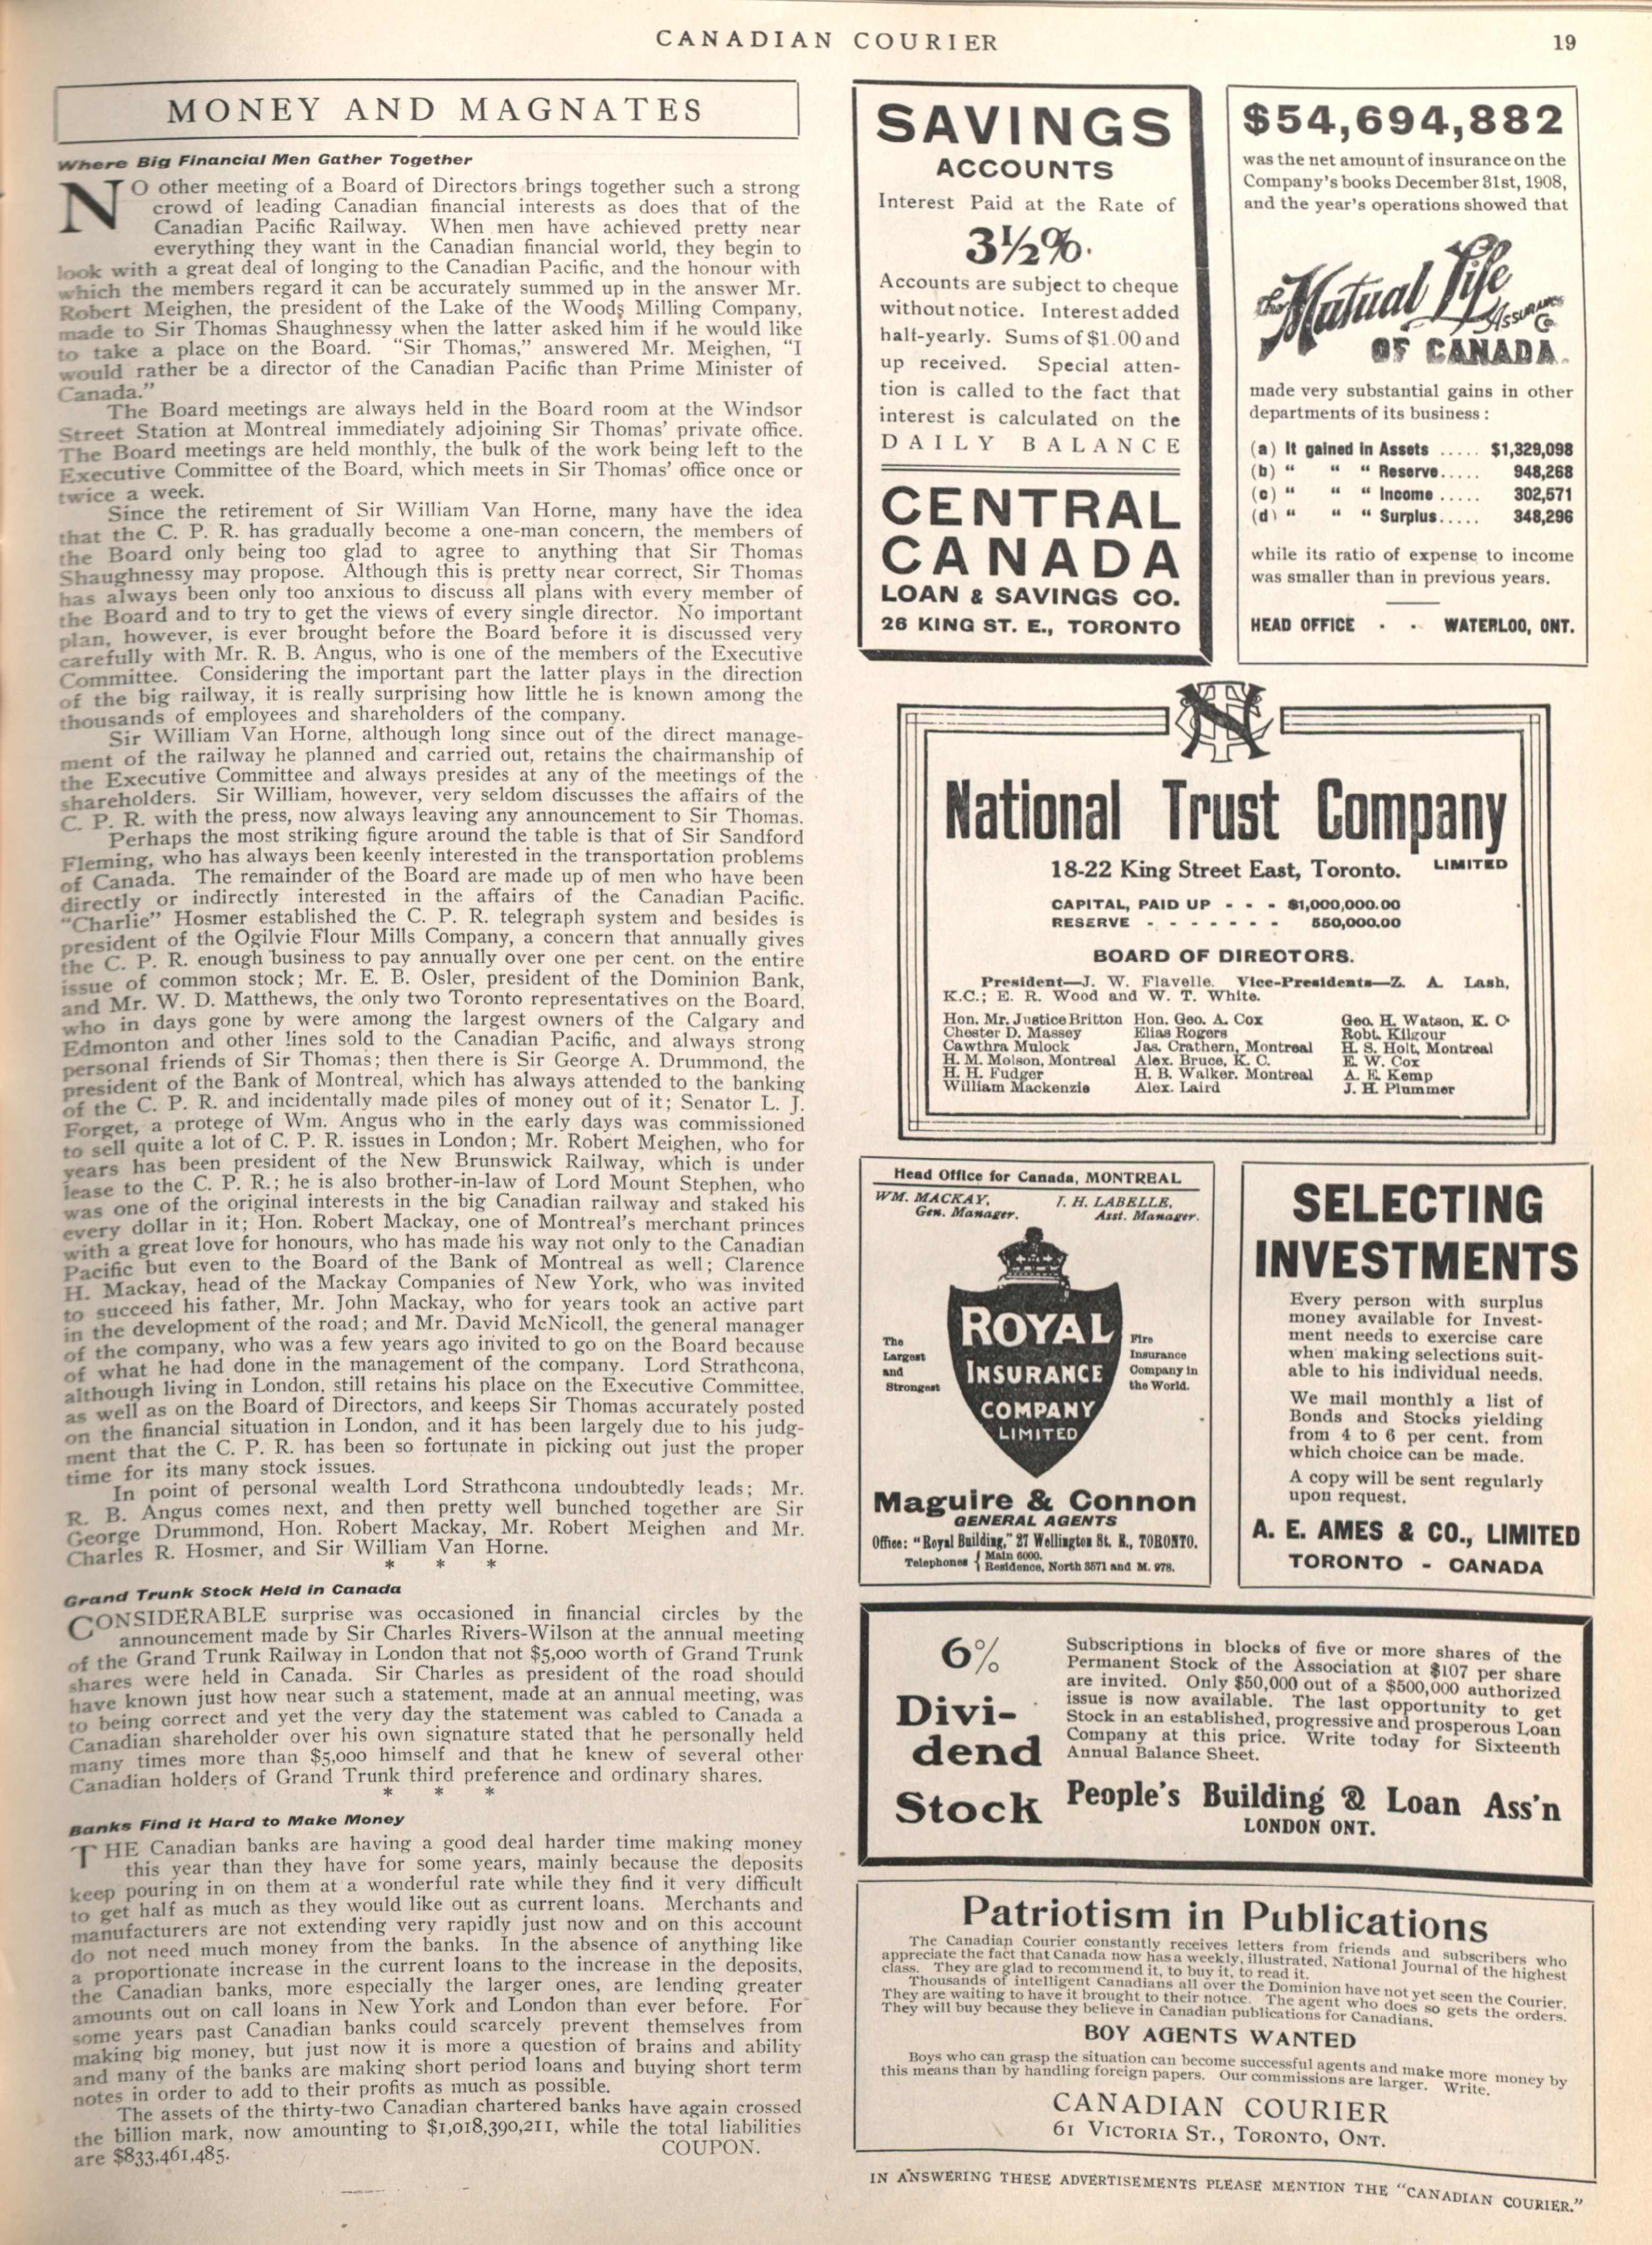 CANADIAN COURIER
19
MONEY AND MAGNATES
Where Big Financial Men Gather Together
NO other meeting of a Board of Directors brings together such a strong
crowd of leading Canadian financial interests as does that of the
Canadian Pacific Railway. When men have achieved pretty near
everything they want in the Canadian financial world, they begin to
look with a great deal of longing to the Canadian Pacific, and the honour with
which the members regard it can be accurately summed up in the answer Mr.
Robert Meighen, the president of the Lake of the Woods Milling Company,
made to Sir Thomas Shaughnessy when the latter asked him if he would like
to take a place on the Board. "Sir Thomas," answered Mr. Meighen, "I
would rather be a director of the Canadian Pacific than Prime Minister of
Canada."
The Board meetings are always held in the Board room at the Windsor
Street Station at Montreal immediately adjoining Sir Thomas' private office.
The Board meetings are held monthly, the bulk of the work being left to the
Executive Committee of the Board, which meets in Sir Thomas' office once or
twice a week.
Since the retirement of Sir William Van Horne, many have the idea
that the C. P. R. has gradually become a one-man concern, the members of
the Board only being too glad to agree to anything that Sir Thomas
Shaughnessy may propose. Although this is pretty near correct, Sir Thomas
has always been only too anxious to discuss all plans with every member of
the Board and to try to get the views of every single director. No important
plan, however, is ever brought before the Board before it is discussed very
carefully with Mr. R. B. Angus, who is one of the members of the Executive
Committee. Considering the important part the latter plays in the direction
of the big railway, it is really surprising how little he is known among the
thousands of employees and shareholders of the company.
Sir William Van Horne, although long since out of the direct manage-
ment of the railway he planned and carried out, retains the chairmanship of
the Executive Committee and always presides at any of the meetings of the
shareholders. Sir William, however, very seldom discusses the affairs of the
C. P. R. with the press, now always leaving any announcement to Sir Thomas.
Perhaps the most striking figure around the table is that of Sir Sandford
Fleming, who has always been keenly interested in the transportation problems
of Canada. The remainder of the Board are made up of men who have been
directly or indirectly interested in the affairs of the Canadian Pacific.
"Charlie" Hosmer established the C. P. R. telegraph system and besides is
president of the Ogilvie Flour Mills Company, a concern that annually gives
the C. P. R. enough business to pay annually over one per cent. on the entire
issue of common stock; Mr. E. B. Osler, president of the Dominion Bank,
and Mr. W. D. Matthews, the only two Toronto representatives on the Board,
who in days gone by were among the largest owners of the Calgary and
Edmonton and other lines sold to the Canadian Pacific, and always strong
personal friends of Sir Thomas; then there is Sir George A. Drummond, the
president of the Bank of Montreal, which has always attended to the banking
of the C. P. R. and incidentally made piles of money out of it; Senator L. J.
Forget, a protege of Wm. Angus who in the early days was commissioned
to sell quite a lot of C. P. R. issues in London; Mr. Robert Meighen, who for
years has been president of the New Brunswick Railway, which is under
lease to the C. P. R.; he is also brother-in-law of Lord Mount Stephen, who
was one of the original interests in the big Canadian railway and staked his
every dollar in it; Hon. Robert Mackay, one of Montreal's merchant princes
with a great love for honours, who has made his way not only to the Canadian
Pacific but even to the Board of the Bank of Montreal as well; Clarence
H. Mackay, head of the Mackay Companies of New York, who was invited
to succeed his father, Mr. John Mackay, who for years took an active part
in the development of the road; and Mr. David McNicoll, the general manager
of the company, who was a few years ago invited to go on the Board because
of what he had done in the management of the company. Lord Strathcona,
although living in London, still retains his place on the Executive Committee,
as well as on the Board of Directors, and keeps Sir Thomas accurately posted
on the financial situation in London, and it has been largely due to his judg-
ment that the C. P. R. has been so fortunate in picking out just the proper
time for its many stock issues.
In point of personal wealth Lord Strathcona undoubtedly leads; Mr.
R. B. Angus comes next, and then pretty well bunched together are Sir
George Drummond, Hon. Robert Mackay, Mr. Robert Meighen and Mr.
Charles R. Hosmer, and Sir William Van Horne.
* * *
Grand Trunk Stock Held in Canada
CONSIDERABLE surprise was occasioned in financial circles by the
announcement made by Sir Charles Rivers-Wilson at the annual meeting
of the Grand Trunk Railway in London that not $5,000 worth of Grand Trunk
shares were held in Canada. Sir Charles as president of the road should
have known just how near such a statement, made at an annual meeting, was
to being correct and yet the very day the statement was cabled to Canada a
Canadian shareholder over his own signature stated that he personally held
many times more than $5,000 himself and that he knew of several other
Canadian holders of Grand Trunk third preference and ordinary shares.
* * *
Banks Find it Hard to Make Money
THE Canadian banks are having a good deal harder time making money
this year than they have for some years, mainly because the deposits
keep pouring in on them at a wonderful rate while they find it very difficult
to get half as much as they would like out as current loans. Merchants and
manufacturers are not extending very rapidly just now and on this account
do not need much money from the banks. In the absence of anything like
a proportionate increase in the current loans to the increase in the deposits,
the Canadian banks, more especially the larger ones, are lending greater
amounts out on call loans in New York and London than ever before. For
some years past Canadian banks could scarcely prevent themselves from
making big money, but just now it is more a question of brains and ability
and many of the banks are making short period loans and buying short term
notes in order to add to their profits as much as possible.
The assets of the thirty-two Canadian chartered banks have again crossed
the billion mark, now amounting to $1,018,390,211, while the total liabilities
are $833,461,485.
COUPON.
SAVINGS
ACCOUNTS
Interest Paid at the Rate of
3½%.
Accounts are subject to cheque
without notice. Interest added
half-yearly. Sums of $1.00 and
up received. Special atten-
tion is called to the fact that
interest is calculated on the
DAILY BALANCE
CENTRAL
CANADA
LOAN & SAVINGS CO.
26 KING ST. E., TORONTO
$54,694,882
was the net amount of insurance on the
Company's books December 31st, 1908,
and the year's operations showed that
The Mutual Life
Assurance Co.
OF CANADA.
made very substantial gains in other
departments of its business:
(a) It gained in Assets ..... $1,329,098
(b) " " " Reserve..... 948,268
(c) " " " Income ..... 302,571
(d) " " " Surplus..... 348,296
while its ratio of expense to income
was smaller than in previous years.
HEAD OFFICE - - WATERLOO, ONT.
NT
National Trust Company
18-22 King Street East, Toronto. LIMITED
CAPITAL, PAID UP - - - $1,000,000.00
RESERVE - - - - - - - 550,000.00
BOARD OF DIRECTORS.
President—J. W. Flavelle. Vice-Presidents—Z. A. Lash,
K.C.; E. R. Wood and W. T. White.
Hon. Mr. Justice Britton Hon. Geo. A. Cox Geo. H. Watson, K. C.
Chester D. Massey Elias Rogers Robt. Kilgour
Cawthra Mulock Jas. Crathern, Montreal H. S. Holt, Montreal
H. M. Molson, Montreal Alex. Bruce, K. C. E. W. Cox
H. H. Fudger H. B. Walker. Montreal A. E. Kemp
William Mackenzie Alex. Laird J. H. Plummer
Head Office for Canada, MONTREAL
WM. MACKAY, J. H. LABELLE,
Gen. Manager. Asst. Manager.
ROYAL
INSURANCE
COMPANY
LIMITED
The
Largest
and
Strongest
Fire
Insurance
Company in
the World.
Maguire & Connon
GENERAL AGENTS
Office: "Royal Building," 27 Wellington St. E., TORONTO.
Telephones { Main 6000.
Residence, North 3571 and M. 978.
SELECTING
INVESTMENTS
Every person with surplus
money available for Invest-
ment needs to exercise care
when making selections suit-
able to his individual needs.
We mail monthly a list of
Bonds and Stocks yielding
from 4 to 6 per cent. from
which choice can be made.
A copy will be sent regularly
upon request.
A. E. AMES & CO., LIMITED
TORONTO - CANADA
6%
Divi-
dend
Stock
Subscriptions in blocks of five or more shares of the
Permanent Stock of the Association at $107 per share
are invited. Only $50,000 out of a $500,000 authorized
issue is now available. The last opportunity to get
Stock in an established, progressive and prosperous Loan
Company at this price. Write today for Sixteenth
Annual Balance Sheet.
People's Building & Loan Ass'n
LONDON ONT.
Patriotism in Publications
The Canadian Courier constantly receives letters from friends and subscribers who
appreciate the fact that Canada now has a weekly, illustrated, National Journal of the highest
class. They are glad to recommend it, to buy it, to read it.
Thousands of intelligent Canadians all over the Dominion have not yet seen the Courier.
They are waiting to have it brought to their notice. The agent who does so gets the orders.
They will buy because they believe in Canadian publications for Canadians.
BOY AGENTS WANTED
Boys who can grasp the situation can become successful agents and make more money by
this means than by handling foreign papers. Our commissions are larger. Write.
CANADIAN COURIER
61 VICTORIA ST., TORONTO, ONT.
IN ANSWERING THESE ADVERTISEMENTS PLEASE MENTION THE "CANADIAN COURIER."